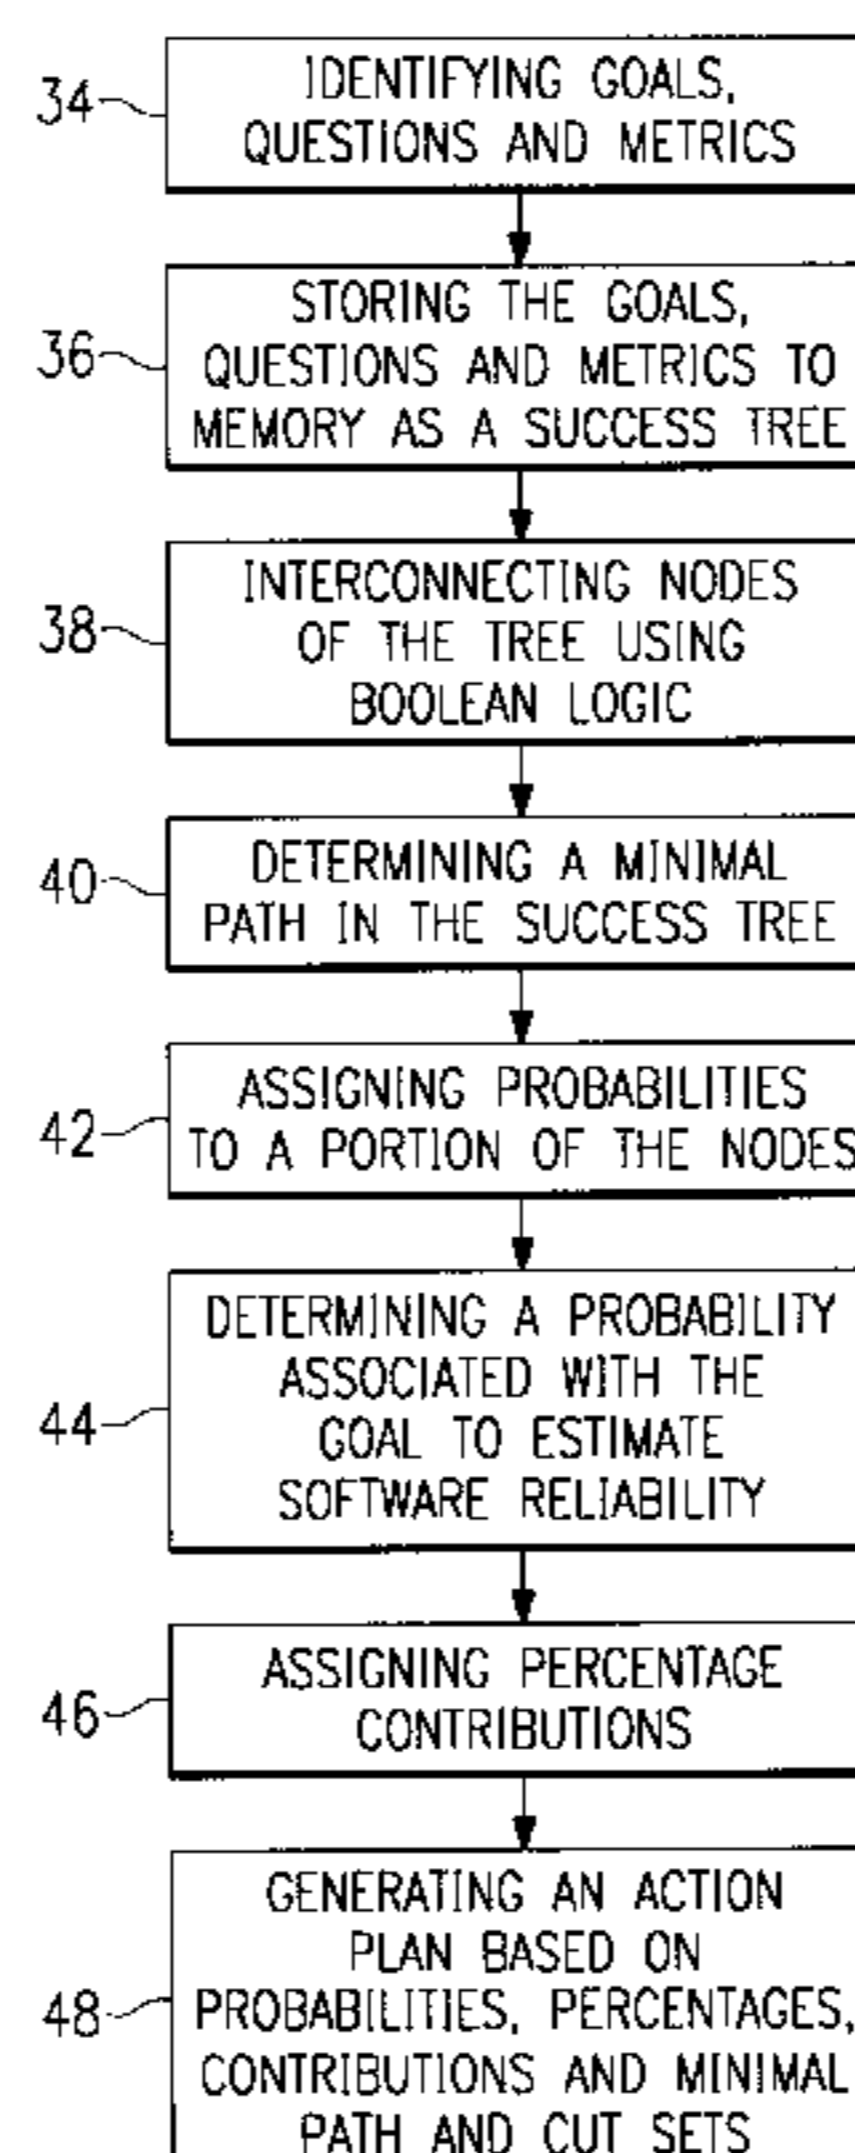 34
IDENTIFYING GOALS,
QUESTIONS AND METRICS
36
STORING THE GOALS,
QUESTIONS AND METRICS TO
MEMORY AS A SUCCESS TREE
38
INTERCONNECTING NODES
OF THE TREE USING
BOOLEAN LOGIC
40
DETERMINING A MINIMAL
PATH IN THE SUCCESS TREE
42
ASSIGNING PROBABILITIES
TO A PORTION OF THE NODES
44
DETERMINING A PROBABILITY
ASSOCIATED WITH THE
GOAL TO ESTIMATE
SOFTWARE RELIABILITY
46
ASSIGNING PERCENTAGE
CONTRIBUTIONS
48
GENERATING AN ACTION
PLAN BASED ON
PROBABILITIES, PERCENTAGES,
CONTRIBUTIONS AND MINIMAL
PATH AND CUT SETS